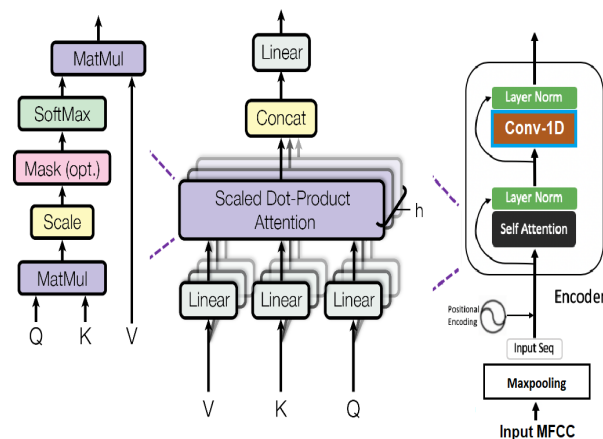 MatMul
SoftMax
Mask (opt.)
Scale
MatMul
Q K V
Linear
Concat
Scaled Dot-Product
Attention
h
Linear Linear Linear
V K Q
Layer Norm
Conv-1D
Layer Norm
Self Attention
Encoder
Positional
Encoding
Input Seq
Maxpooling
Input MFCC